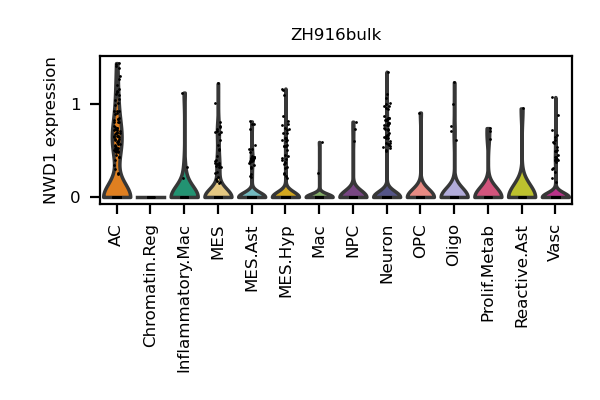 ZH916bulk
NWD1 expression
1
0
AC
Chromatin.Reg
Inflammatory.Mac
MES
MES.Ast
MES.Hyp
Mac
NPC
Neuron
OPC
Oligo
Prolif.Metab
Reactive.Ast
Vasc